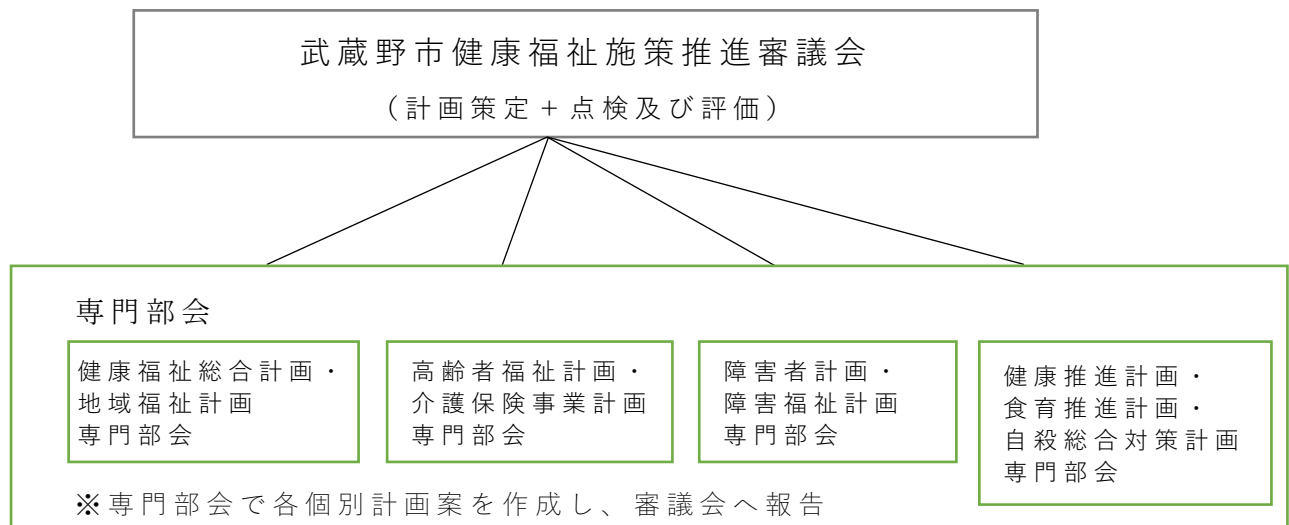 武蔵野市健康福祉施策推進審議会
（計画策定＋点検及び評価）
専門部会
健康福祉総合計画・
地域福祉計画
専門部会
高齢者福祉計画・
介護保険事業計画
専門部会
障害者計画・
障害福祉計画
専門部会
健康推進計画・
食育推進計画・
自殺総合対策計画
専門部会
※専門部会で各個別計画案を作成し、審議会へ報告